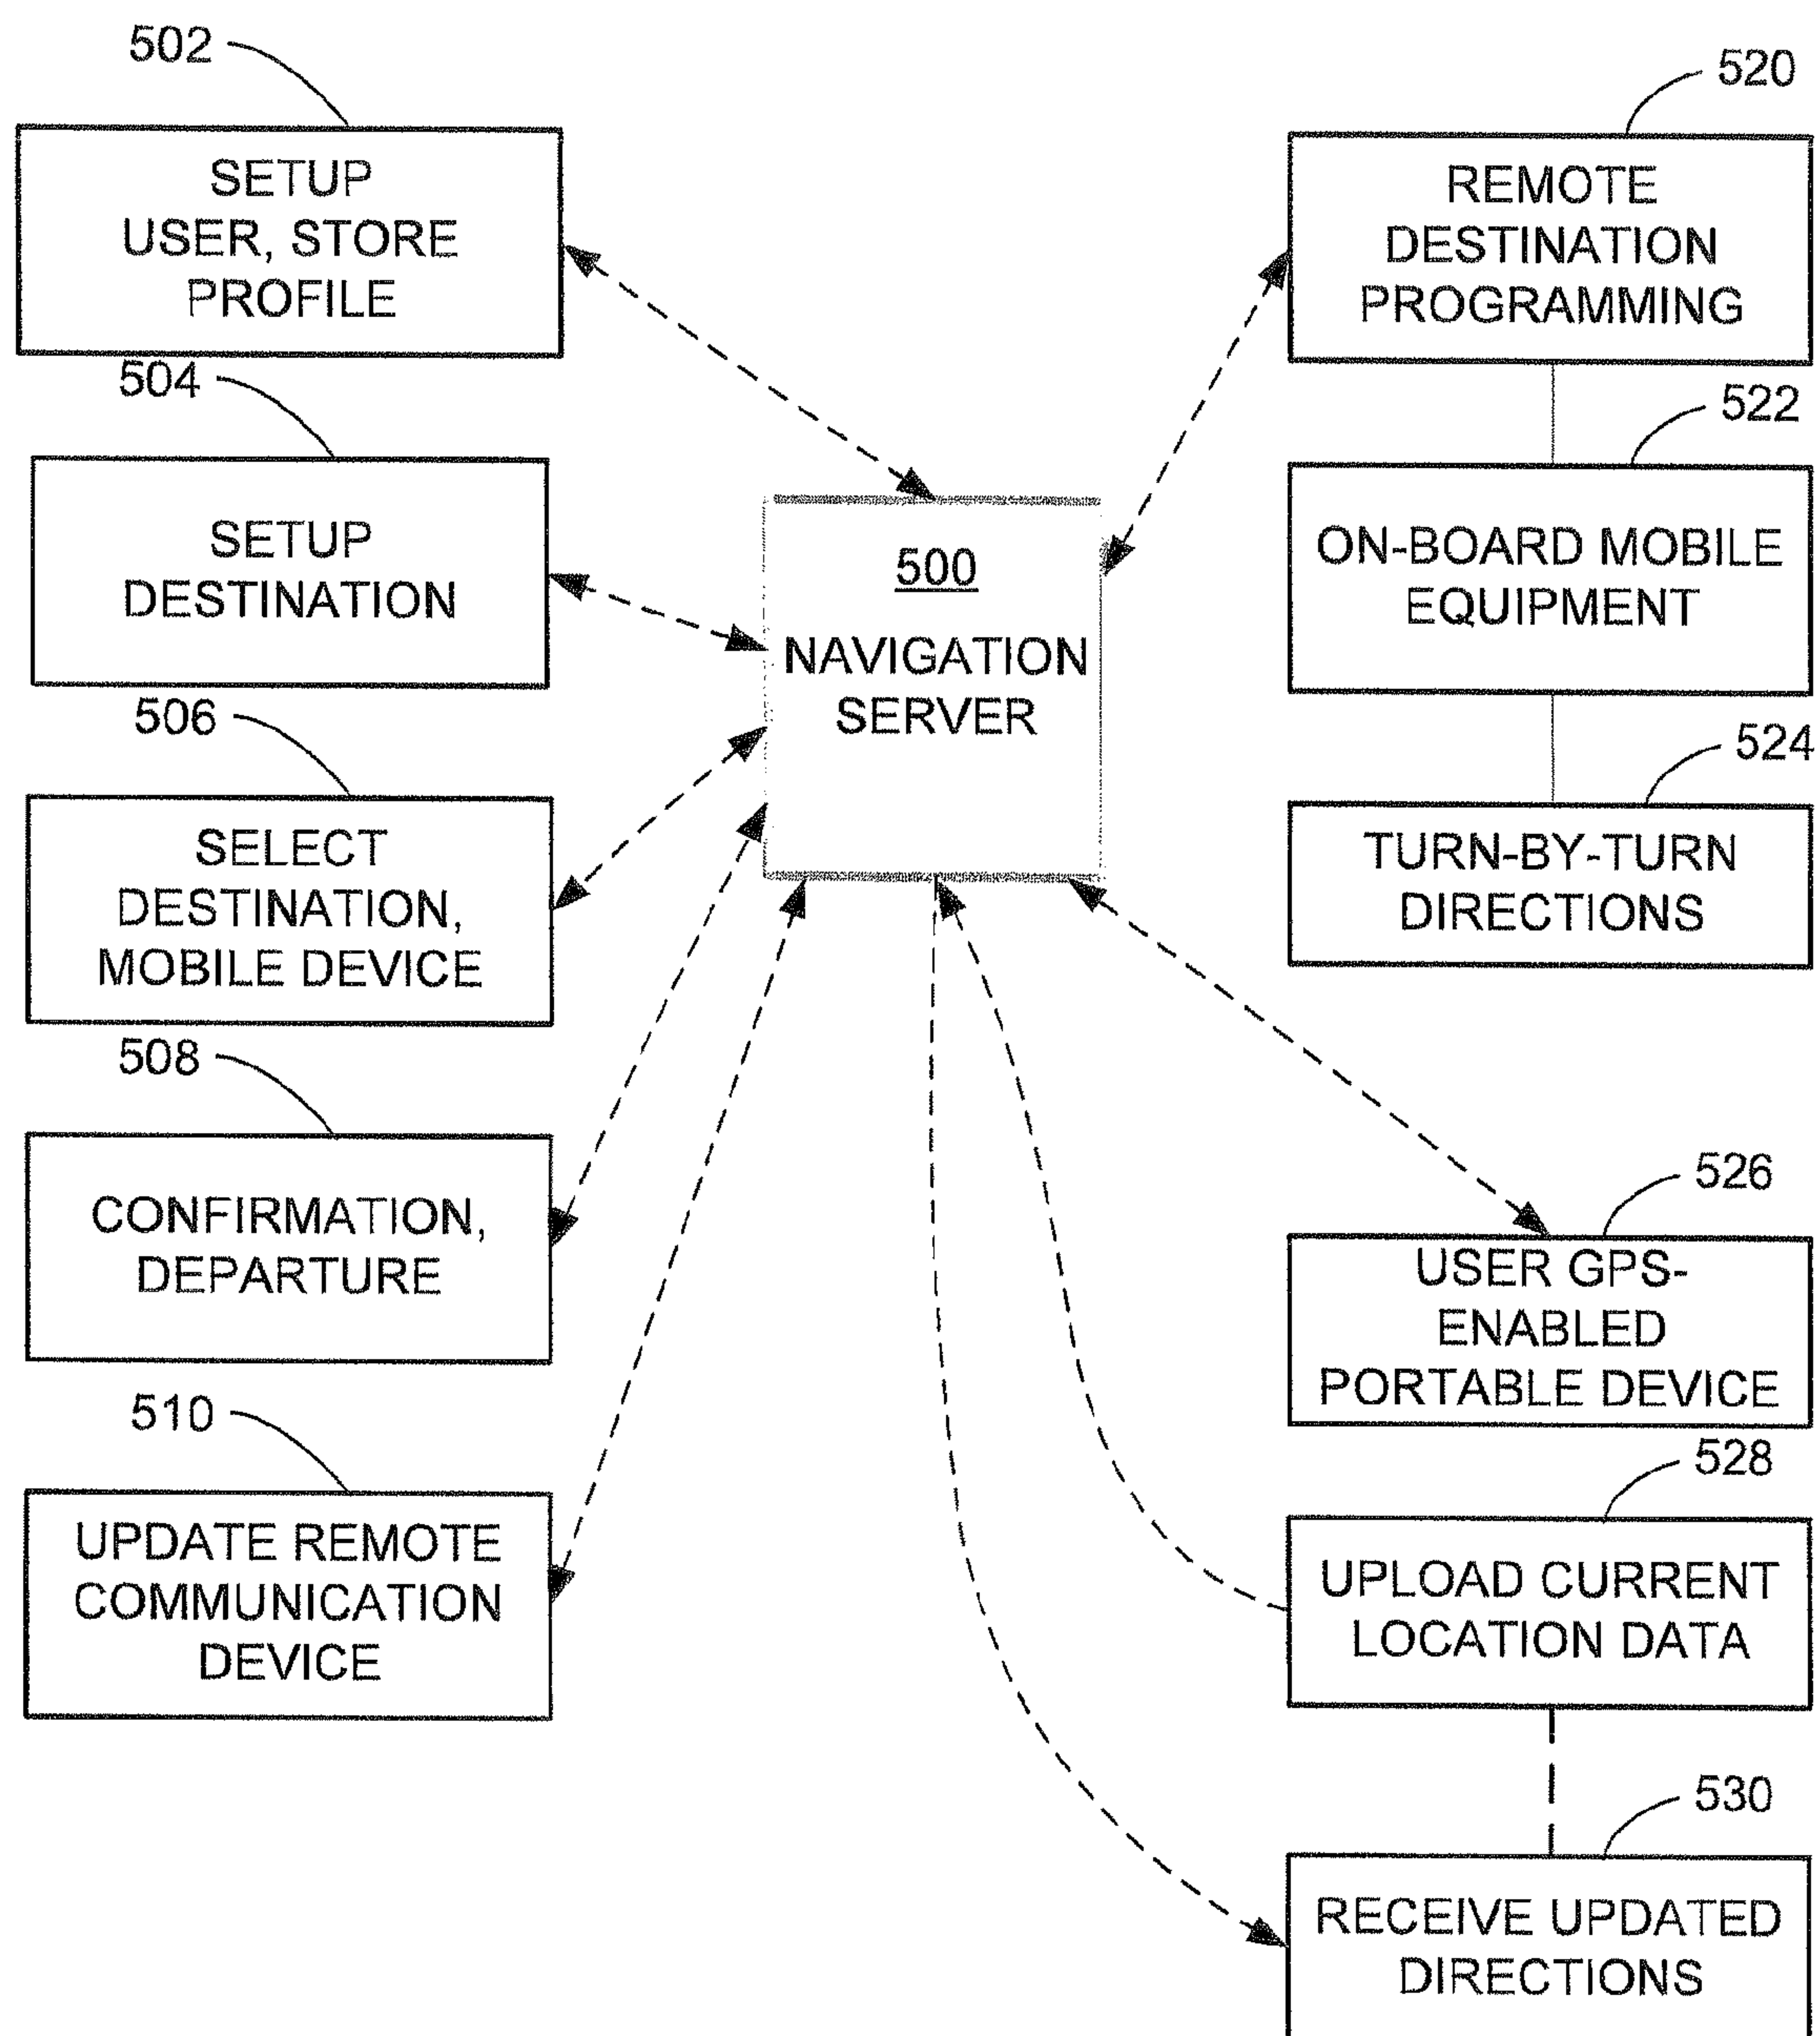 502
SETUP
USER, STORE
PROFILE
504
SETUP
DESTINATION
506
SELECT
DESTINATION,
MOBILE DEVICE
508
CONFIRMATION,
DEPARTURE
510
UPDATE REMOTE
COMMUNICATION
DEVICE
500
NAVIGATION
SERVER
520
REMOTE
DESTINATION
PROGRAMMING
522
ON-BOARD MOBILE
EQUIPMENT
524
TURN-BY-TURN
DIRECTIONS
526
USER GPS-
ENABLED
PORTABLE DEVICE
528
UPLOAD CURRENT
LOCATION DATA
530
RECEIVE UPDATED
DIRECTIONS